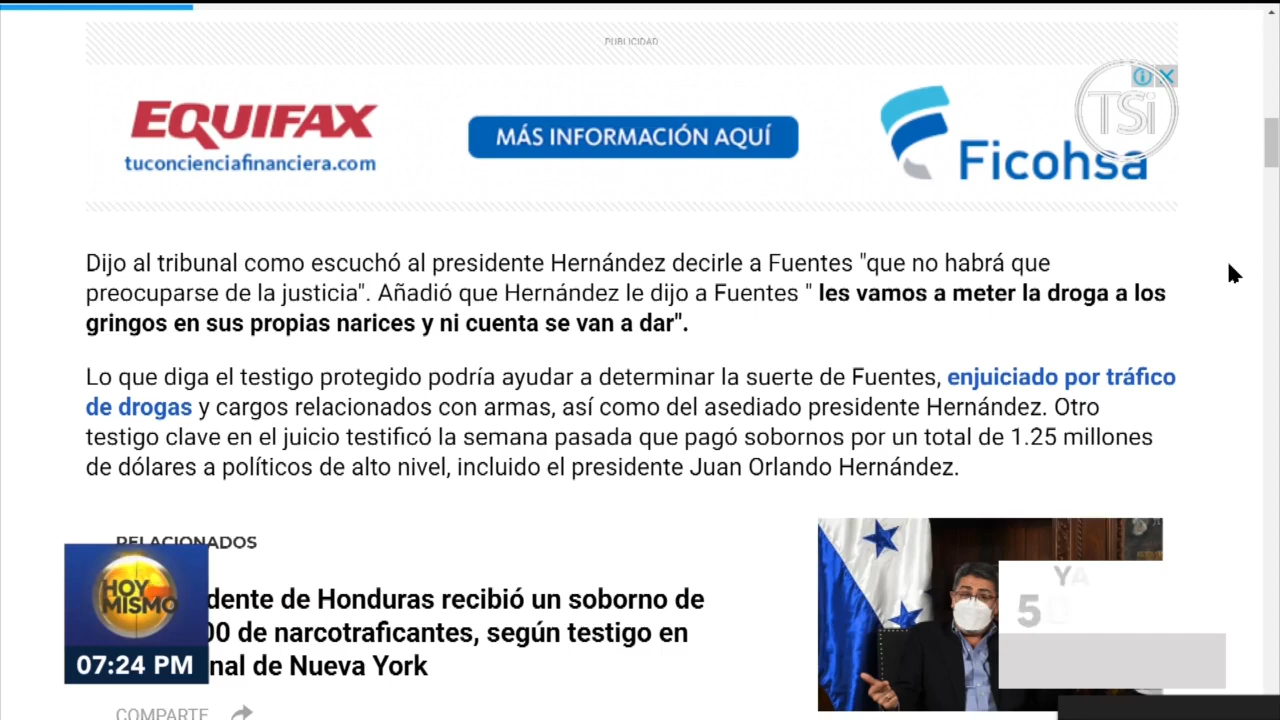 PUBLICIDAD
TSi
EQUIFAX
tuconcienciafinanciera.com
MÁS INFORMACIÓN AQUÍ
Ficohsa
Dijo al tribunal como escuchó al presidente Hernández decirle a Fuentes "que no habrá que
preocuparse de la justicia". Añadió que Hernández le dijo a Fuentes " les vamos a meter la droga a los
gringos en sus propias narices y ni cuenta se van a dar".
Lo que diga el testigo protegido podría ayudar a determinar la suerte de Fuentes, enjuiciado por tráfico
de drogas y cargos relacionados con armas, así como del asediado presidente Hernández. Otro
testigo clave en el juicio testificó la semana pasada que pagó sobornos por un total de 1.25 millones
de dólares a políticos de alto nivel, incluido el presidente Juan Orlando Hernández.
RELACIONADOS
dente de Honduras recibió un soborno de
00 de narcotraficantes, según testigo en
nal de Nueva York
HOY
MISMO
07:24 PM
YA
5
COMPARTE